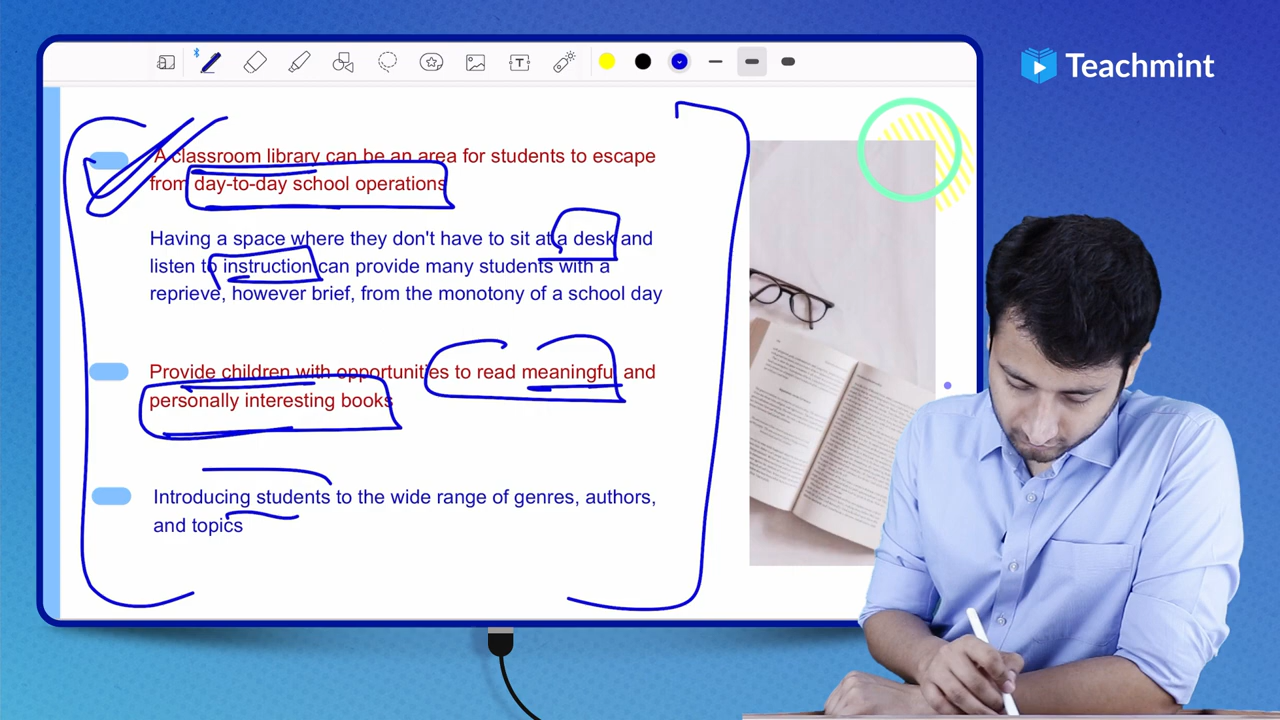 Teachmint
A classroom library can be an area for students to escape
from day-to-day school operations
Having a space where they don't have to sit at a desk and
listen to instruction can provide many students with a
reprieve, however brief, from the monotony of a school day
Provide children with opportunities to read meaningful and
personally interesting books
Introducing students to the wide range of genres, authors,
and topics